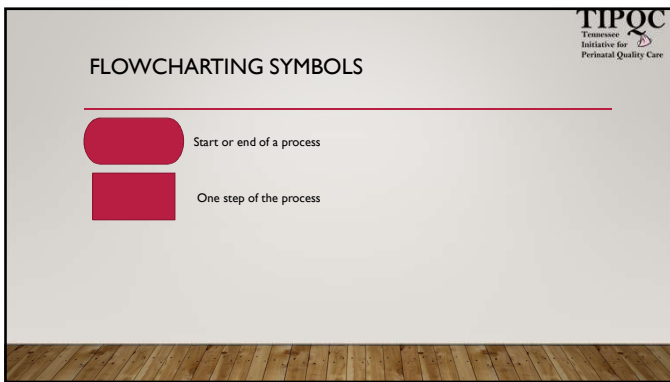 TIPQC
Tennessee
Initiative for
Perinatal Quality Care
FLOWCHARTING SYMBOLS
Start or end of a process
One step of the process